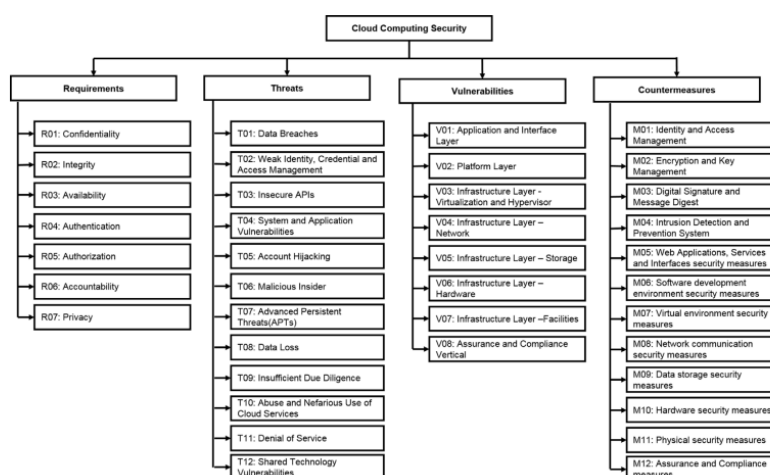 Cloud Computing Security
Requirements
R01: Confidentiality
R02: Integrity
R03: Availability
R04: Authentication
R05: Authorization
R06: Accountability
R07: Privacy
Threats
T01: Data Breaches
T02: Weak Identity, Credential and
Access Management
T03: Insecure APIs
T04: System and Application
Vulnerabilities
T05: Account Hijacking
T06: Malicious Insider
T07: Advanced Persistent
Threats(APTs)
T08: Data Loss
T09: Insufficient Due Diligence
T10: Abuse and Nefarious Use of
Cloud Services
T11: Denial of Service
T12: Shared Technology
Vulnerabilities
Vulnerabilities
V01: Application and Interface
Layer
V02: Platform Layer
V03: Infrastructure Layer -
Virtualization and Hypervisor
V04: Infrastructure Layer –
Network
V05: Infrastructure Layer – Storage
V06: Infrastructure Layer –
Hardware
V07: Infrastructure Layer –Facilities
V08: Assurance and Compliance
Vertical
Countermeasures
M01: Identity and Access
Management
M02: Encryption and Key
Management
M03: Digital Signature and
Message Digest
M04: Intrusion Detection and
Prevention System
M05: Web Applications, Services
and Interfaces security measures
M06: Software development
environment security measures
M07: Virtual environment security
measures
M08: Network communication
security measures
M09: Data storage security
measures
M10: Hardware security measures
M11: Physical security measures
M12: Assurance and Compliance
measures